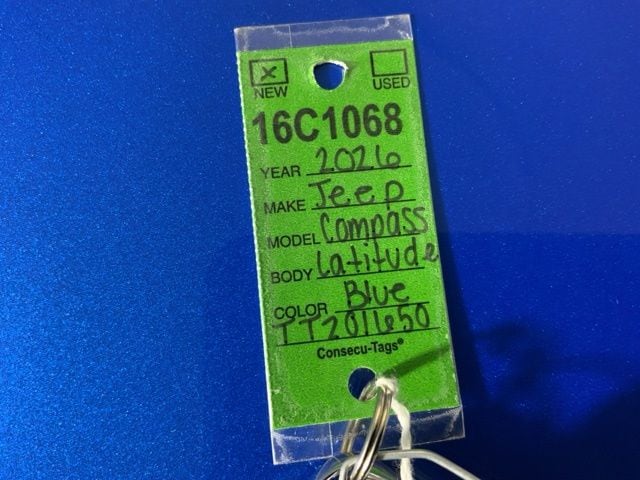 NEW USED
16C1068
YEAR 2026
MAKE Jeep
MODEL Compass
BODY Latitude
COLOR Blue
TT201650
Consecu-Tags®